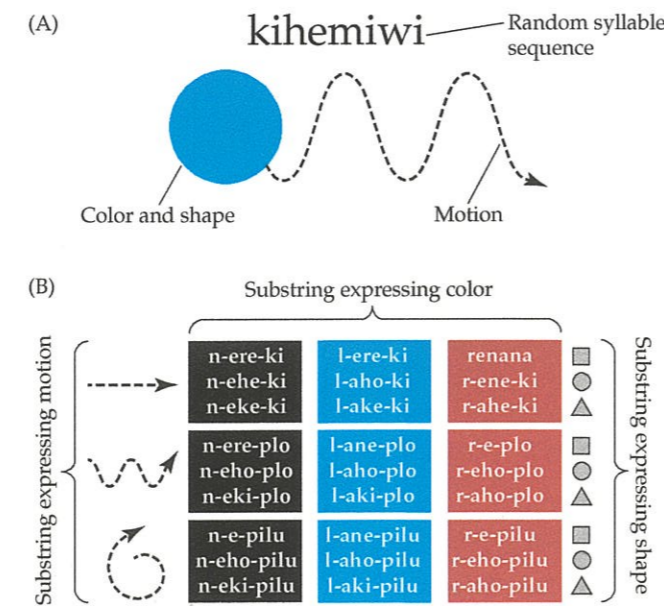 (A)
kihemiwi
Random syllable
sequence
Color and shape
Motion
(B)
Substring expressing color
Substring expressing motion
n-ere-ki l-ere-ki renana
n-ehe-ki l-aho-ki r-ene-ki
n-eke-ki l-ake-ki r-ahe-ki
n-ere-plo l-ane-plo r-e-plo
n-eho-plo l-aho-plo r-eho-plo
n-eki-plo l-aki-plo r-aho-plo
n-e-pilu l-ane-pilu r-e-pilu
n-eho-pilu l-aho-pilu r-eho-pilu
n-eki-pilu l-aki-pilu r-aho-pilu
Substring expressing shape